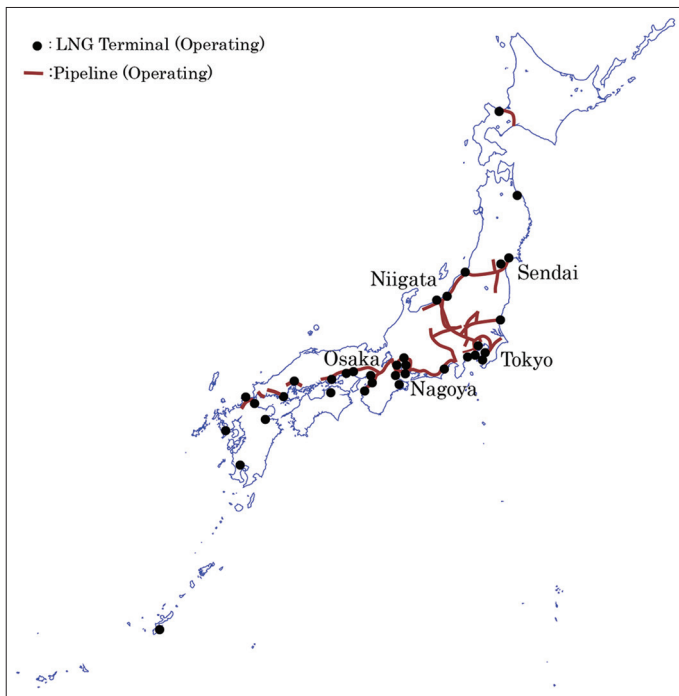 : LNG Terminal (Operating)
:Pipeline (Operating)
Niigata
Sendai
Osaka
Tokyo
Nagoya